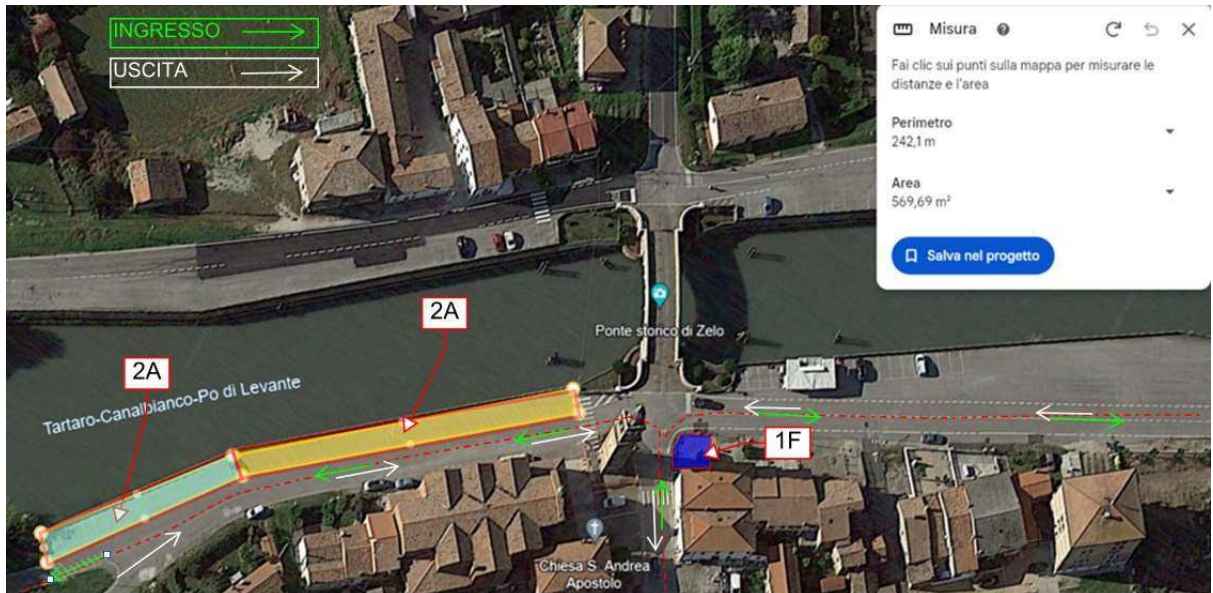 INGRESSO
USCITA
Misura
Fai clic sui punti sulla mappa per misurare le
distanze e l'area
Perimetro
242,1 m
Area
569,69 m²
Salva nel progetto
2A
Ponte storico di Zelo
2A
Tartaro-Canalbianco-Po di Levante
1F
Chiesa S. Andrea
Apostolo